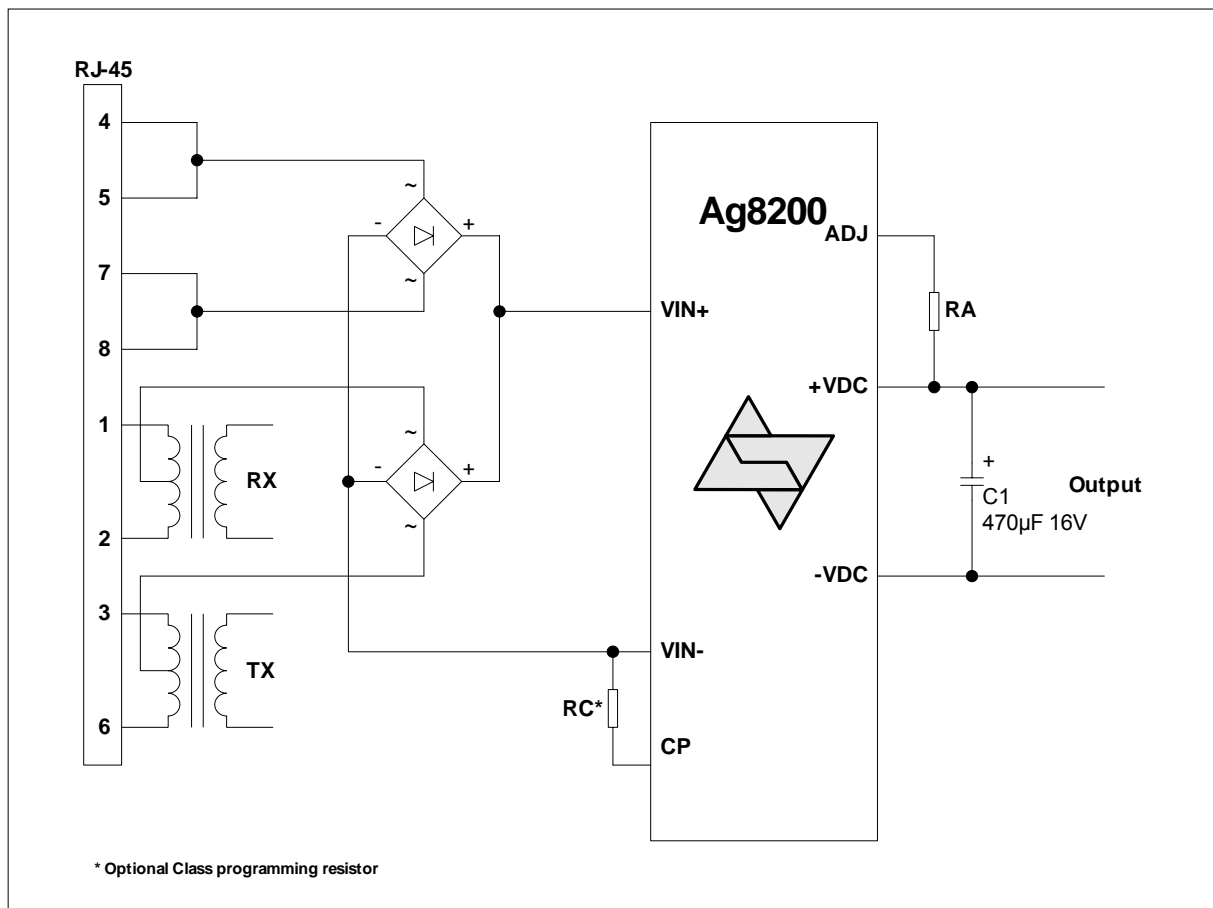 RJ-45
4
5
7
8
1
2
3
6
RX
TX
~
-
+
~
~
-
+
~
Ag8200
ADJ
VIN+
+VDC
-VDC
VIN-
CP
RC*
RA
+
C1
470µF 16V
Output
* Optional Class programming resistor